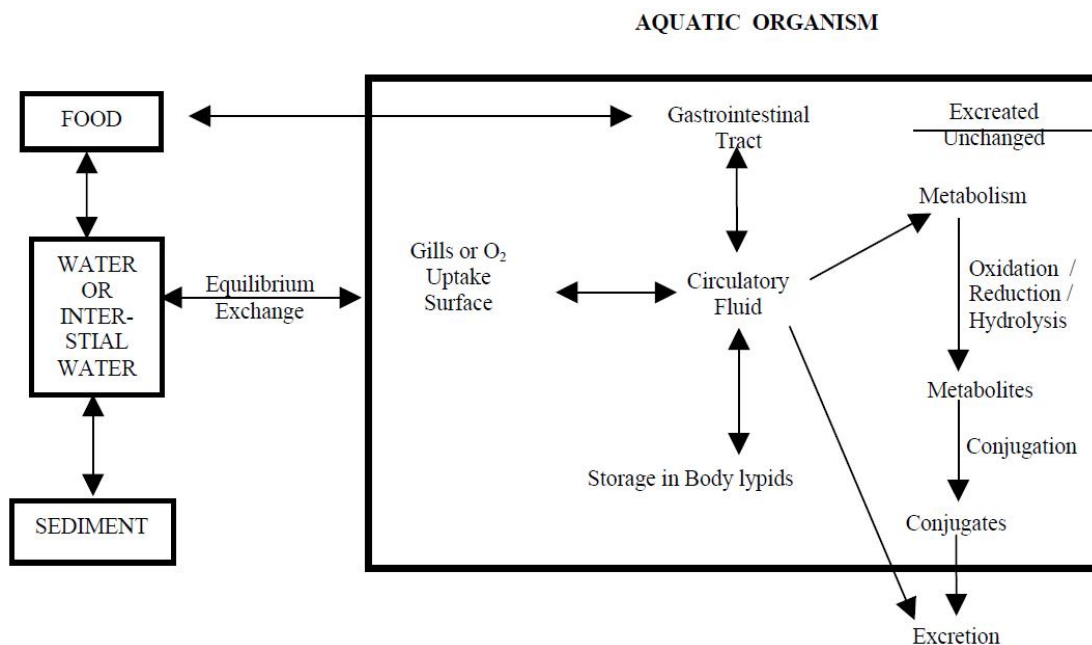 AQUATIC ORGANISM
FOOD
Gastrointestinal
Tract
Excreated
Unchanged
Metabolism
WATER
OR
INTER-
STIAL
WATER
Equilibrium
Exchange
Gills or O₂
Uptake
Surface
Circulatory
Fluid
Oxidation /
Reduction /
Hydrolysis
Metabolites
Conjugation
Storage in Body lypids
SEDIMENT
Conjugates
Excretion